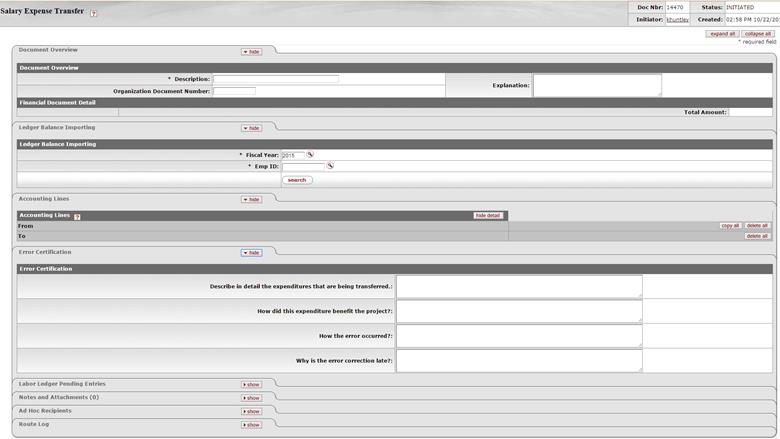 Salary Expense Transfer ?
Doc Nbr: 14470 Status: INITIATED
Initiator: khuntley Created: 02:58 PM 10/22/20
expand all collapse all
* required field
Document Overview hide
Document Overview
* Description: Explanation:
Organization Document Number:
Financial Document Detail
Total Amount:
Ledger Balance Importing hide
Ledger Balance Importing
* Fiscal Year: 2015
* Emp ID:
search
Accounting Lines hide
Accounting Lines ? hide detail
From copy all delete all
To delete all
Error Certification hide
Error Certification
Describe in detail the expenditures that are being transferred.:
How did this expenditure benefit the project?:
How the error occurred?:
Why is the error correction late?:
Labor Ledger Pending Entries show
Notes and Attachments (0) show
Ad Hoc Recipients show
Route Log show